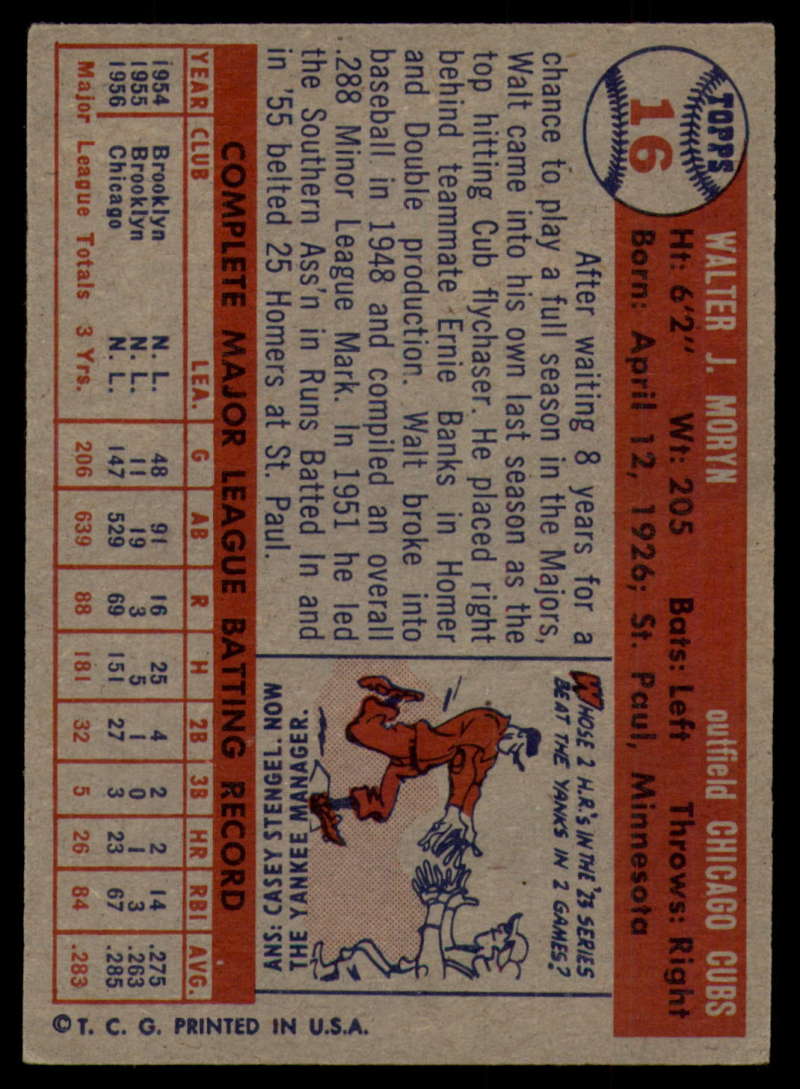 TOPPS
16
WALTER J. MORYN outfield CHICAGO CUBS
Ht: 6'2" Wt: 205 Bats: Left Throws: Right
Born: April 12, 1926; St. Paul, Minnesota
After waiting 8 years for a
chance to play a full season in the Majors,
Walt came into his own last season as the
top hitting Cub flychaser. He placed right
behind teammate Ernie Banks in Homer
and Double production. Walt broke into
baseball in 1948 and compiled an overall
.288 Minor League Mark. In 1951 he led
the Southern Ass'n in Runs Batted In and
in '55 belted 25 Homers at St. Paul.
WHOSE 2 H.R.'S IN THE '23 SERIES
BEAT THE YANKS IN 2 GAMES?
ANS: CASEY STENGEL.. NOW
THE YANKEE MANAGER.
COMPLETE MAJOR LEAGUE BATTING RECORD
YEAR CLUB LEA. G AB R H 2B 3B HR RBI AVG.
1954 Brooklyn N. L. 48 91 16 25 4 2 2 14 .275
1955 Brooklyn N. L. 11 19 3 5 1 0 1 3 .263
1956 Chicago N. L. 147 529 69 151 27 3 23 67 .285
Major League Totals 3 Yrs. 206 639 88 181 32 5 26 84 .283
© T. C. G. PRINTED IN U.S.A.